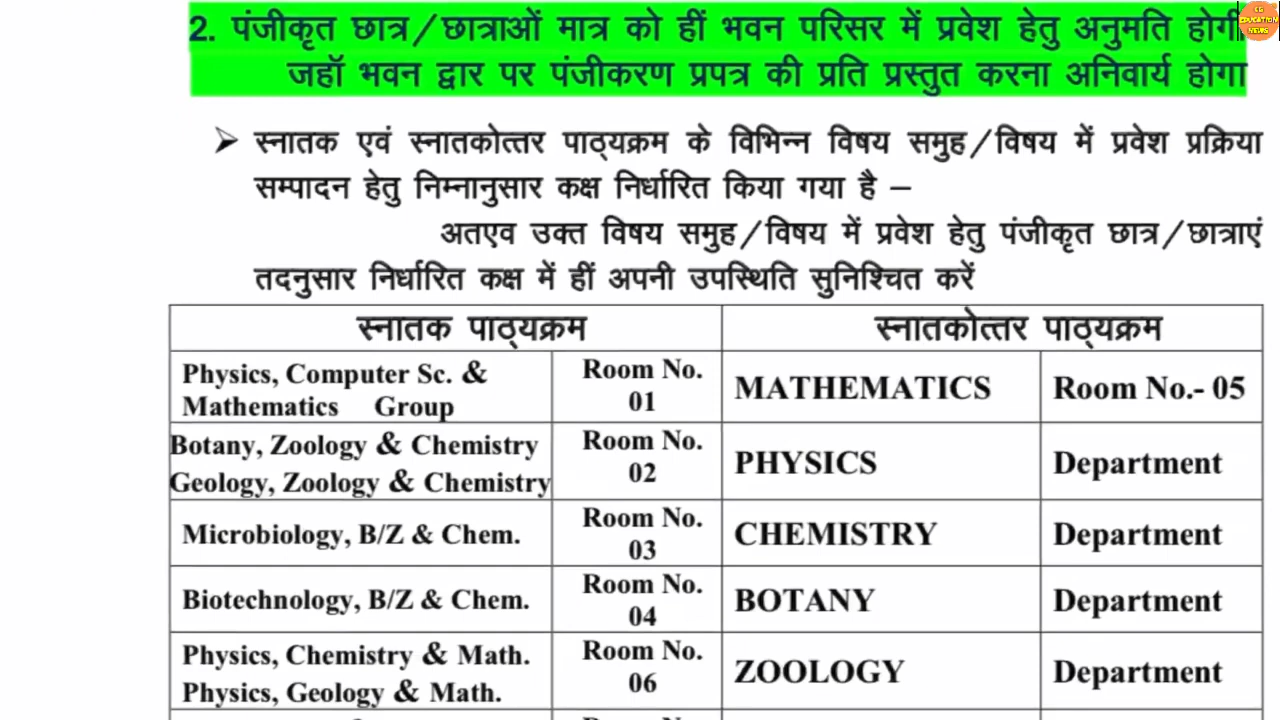 2. पंजीकृत छात्र/छात्राओं मात्र को हीं भवन परिसर में प्रवेश हेतु अनुमति होगी
जहॉ भवन द्वार पर पंजीकरण प्रपत्र की प्रति प्रस्तुत करना अनिवार्य होगा
CG EDUCATION NEWS
➢ स्नातक एवं स्नातकोत्तर पाठ्यक्रम के विभिन्न विषय समुह/विषय में प्रवेश प्रक्रिया
सम्पादन हेतु निम्नानुसार कक्ष निर्धारित किया गया है –
अतएव उक्त विषय समुह/विषय में प्रवेश हेतु पंजीकृत छात्र/छात्राएं
तदनुसार निर्धारित कक्ष में हीं अपनी उपस्थिति सुनिश्चित करें
स्नातक पाठ्यक्रम स्नातकोत्तर पाठ्यक्रम
Physics, Computer Sc. &
Mathematics Group
Room No.
01
MATHEMATICS
Room No.- 05
Botany, Zoology & Chemistry
Geology, Zoology & Chemistry
Room No.
02
PHYSICS
Department
Microbiology, B/Z & Chem.
Room No.
03
CHEMISTRY
Department
Biotechnology, B/Z & Chem.
Room No.
04
BOTANY
Department
Physics, Chemistry & Math.
Physics, Geology & Math.
Room No.
06
ZOOLOGY
Department